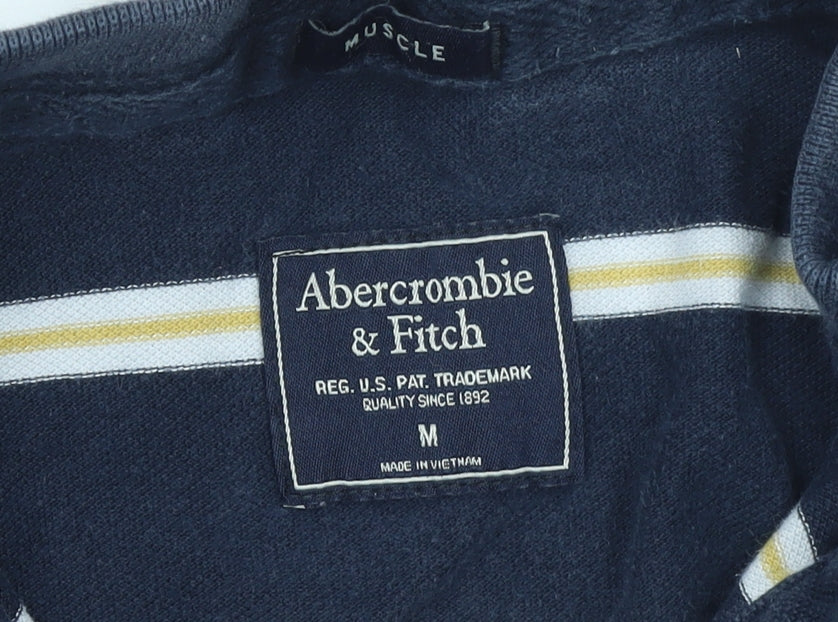 MUSCLE
Abercrombie
& Fitch
REG. U.S. PAT. TRADEMARK
QUALITY SINCE 1892
M
MADE IN VIETNAM